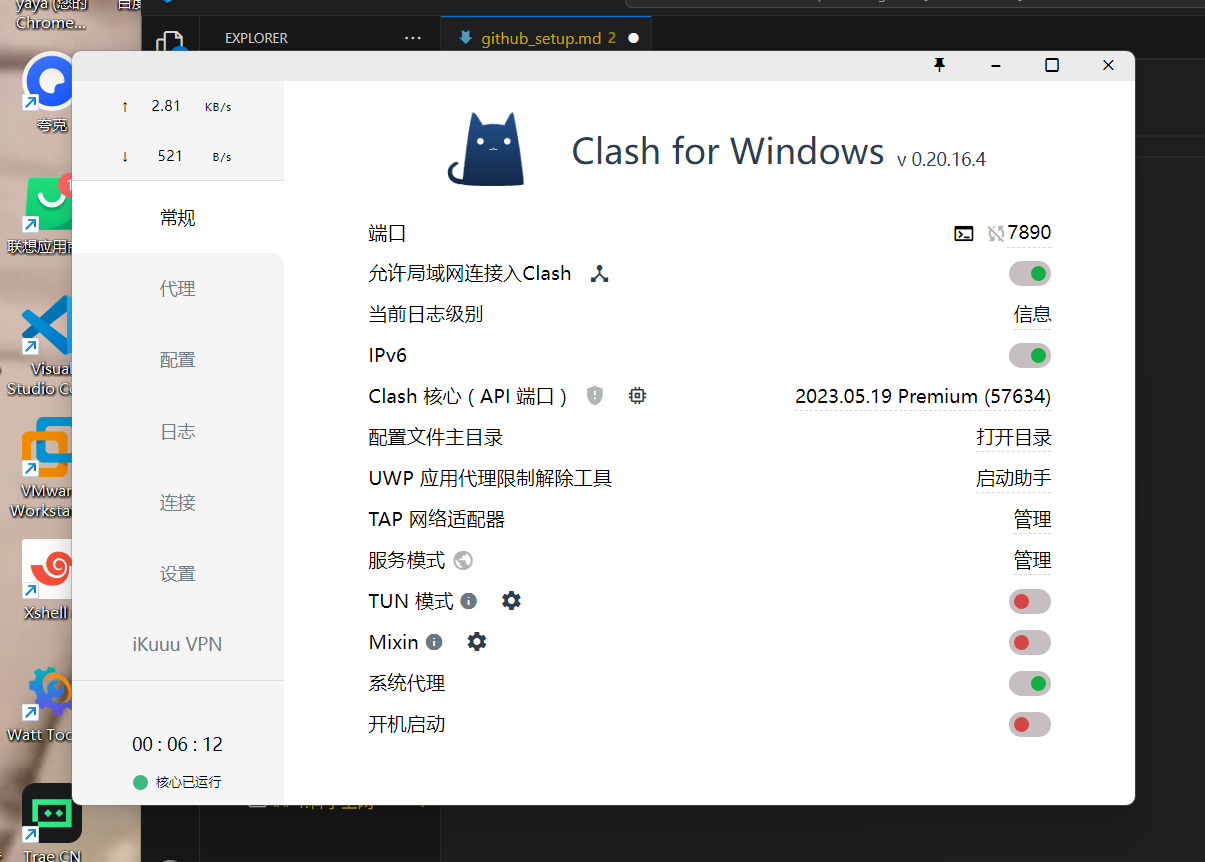 yaya (您的
Chrome...
夸克
联想应用商
Visual
Studio Co
VMwar
Worksta
Xshell
Watt Too
Trae CN
EXPLORER
...
github_setup.md 2
↑ 2.81 KB/s
↓ 521 B/s
常规
代理
配置
日志
连接
设置
iKuuu VPN
00 : 06 : 12
核心已运行
Clash for Windows v 0.20.16.4
端口 7890
允许局域网连接入Clash
当前日志级别 信息
IPv6
Clash 核心 ( API 端口 ) 2023.05.19 Premium (57634)
配置文件主目录 打开目录
UWP 应用代理限制解除工具 启动助手
TAP 网络适配器 管理
服务模式 管理
TUN 模式
Mixin
系统代理
开机启动